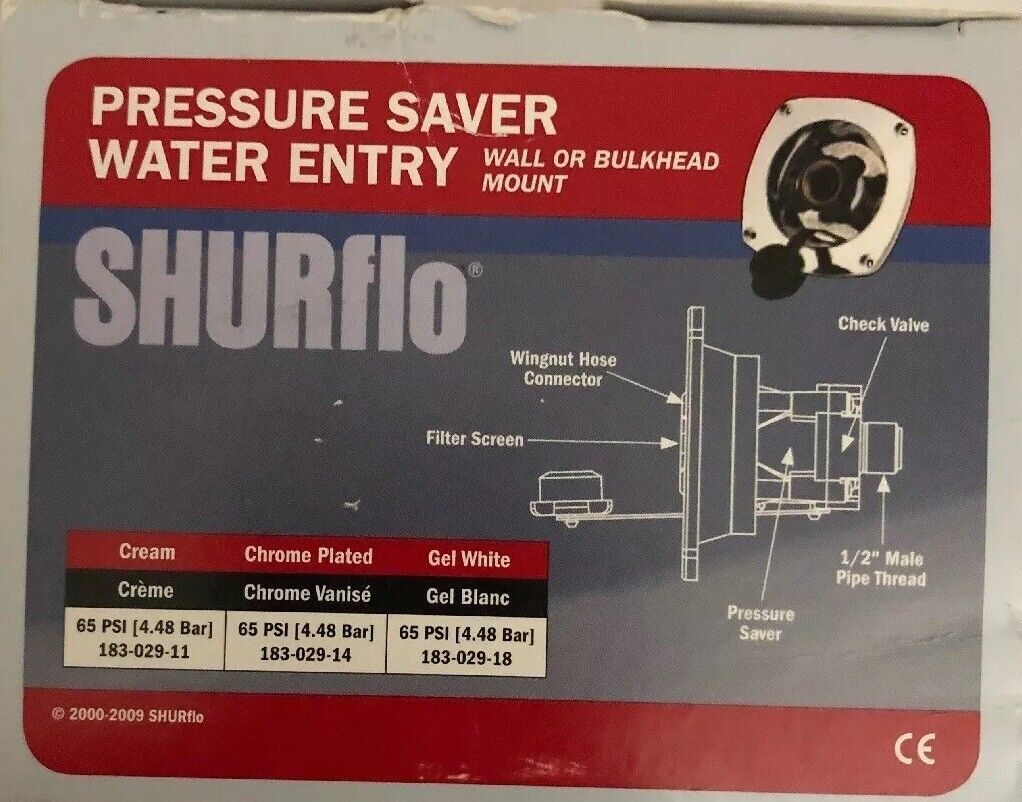 PRESSURE SAVER
WATER ENTRY WALL OR BULKHEAD
MOUNT
SHURflo®
Check Valve
Wingnut Hose
Connector
Filter Screen
1/2" Male
Pipe Thread
Pressure
Saver
Cream Chrome Plated Gel White
Crème Chrome Vanisé Gel Blanc
65 PSI [4.48 Bar] 65 PSI [4.48 Bar] 65 PSI [4.48 Bar]
183-029-11 183-029-14 183-029-18
© 2000-2009 SHURflo
CE